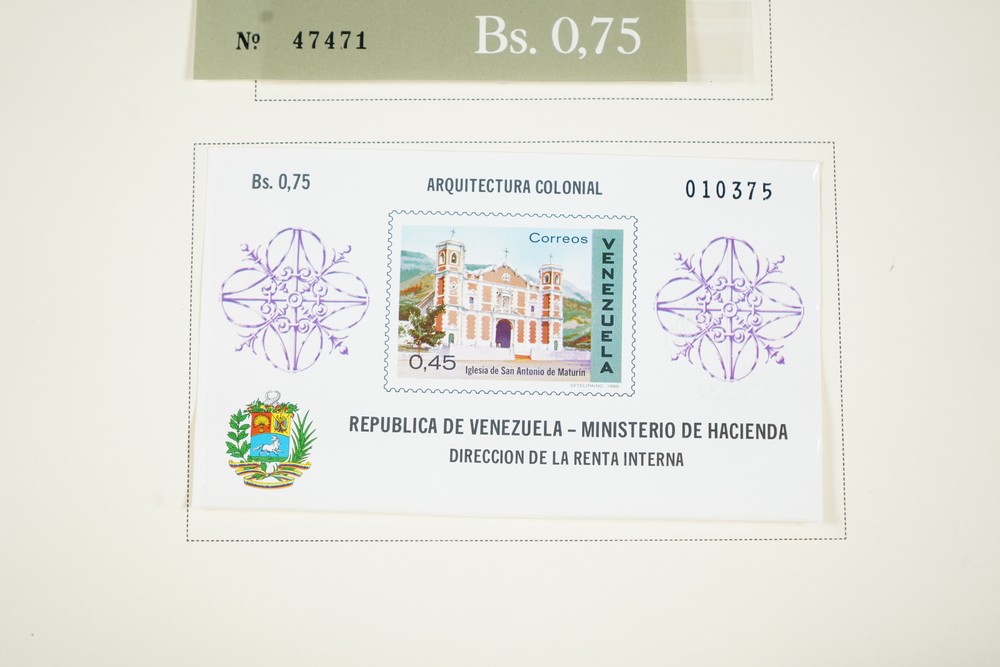 Nº 47471 Bs. 0,75
Bs. 0,75 ARQUITECTURA COLONIAL 010375
Correos
VENEZUELA
0,45 Iglesia de San Antonio de Maturín
REPUBLICA DE VENEZUELA – MINISTERIO DE HACIENDA
DIRECCION DE LA RENTA INTERNA